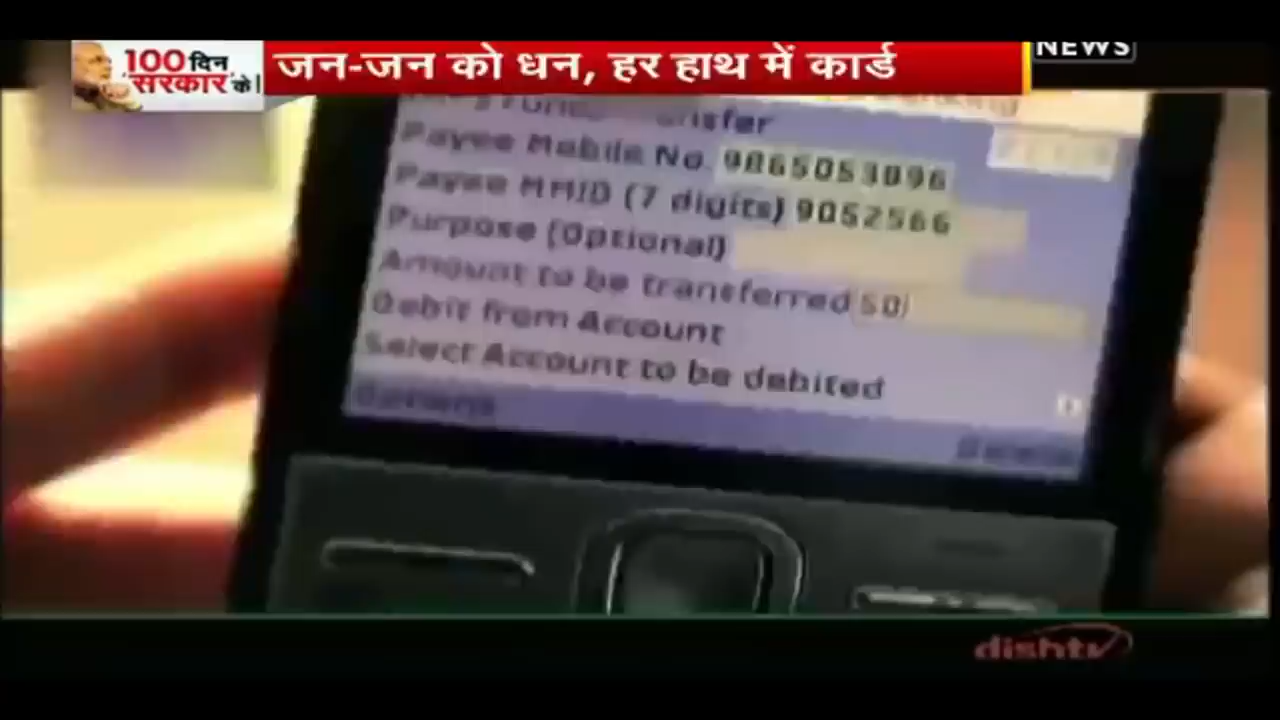 100 दिन
'सरकार' के।
जन-जन को धन, हर हाथ में कार्ड
NEWS
Payee Mobile No. 9865053896
Payee MMID (7 digits) 9052566
Purpose (Optional)
Amount to be transferred 50
Debit from Account
Select Account to be debited
Options
dishtv